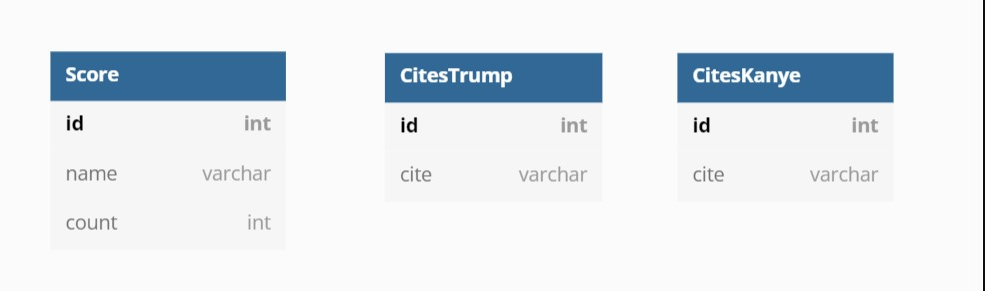 Score
id int
name varchar
count int
CitesTrump
id int
cite varchar
CitesKanye
id int
cite varchar